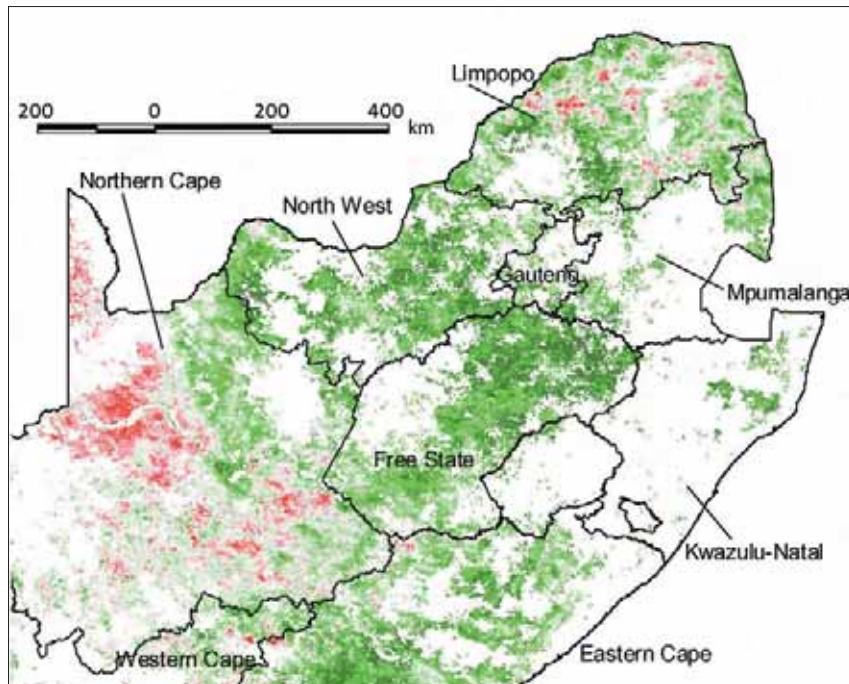 Limpopo
200 0 200 400
km
Northern Cape
North West
Gauteng
Mpumalanga
Free State
Kwazulu-Natal
Western Cape
Eastern Cape